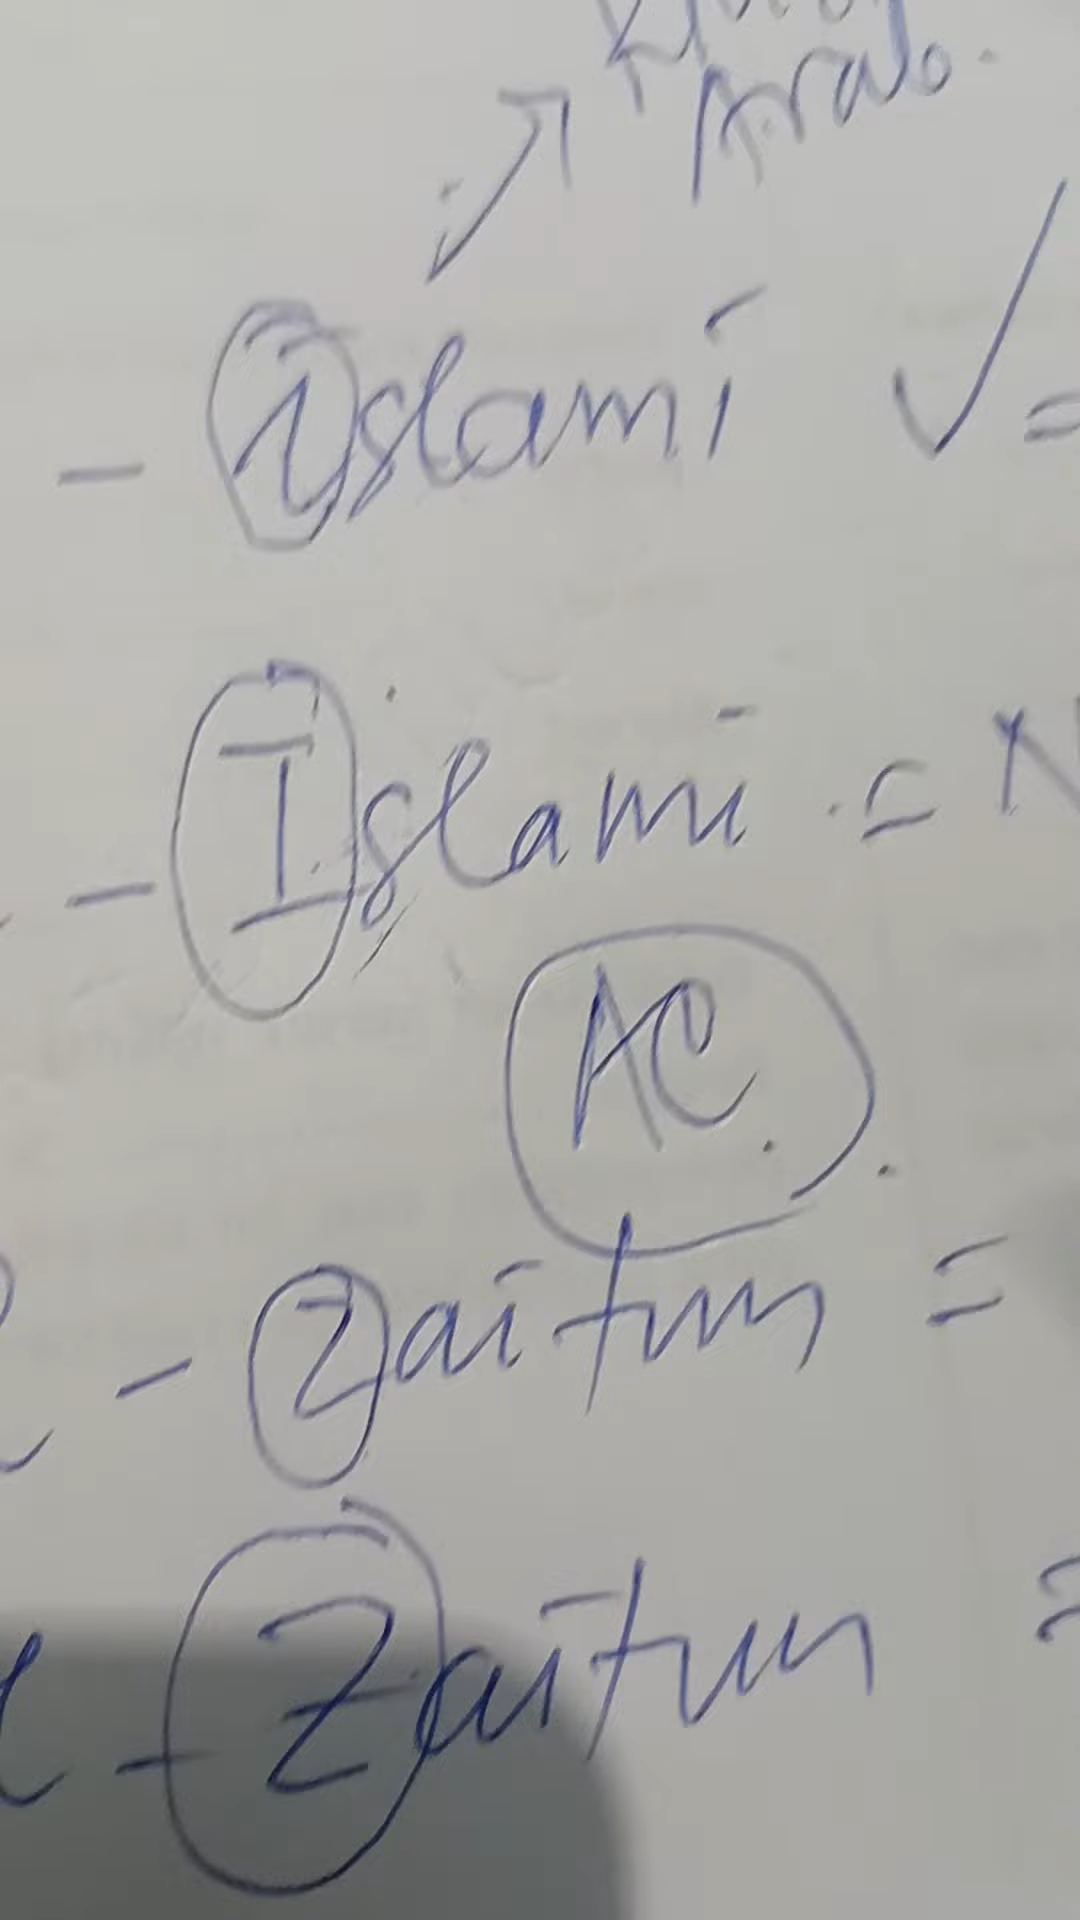 Arab.
- islami ✓ =
- Islami = N
AC
- Zaitun =
- Zaitun =